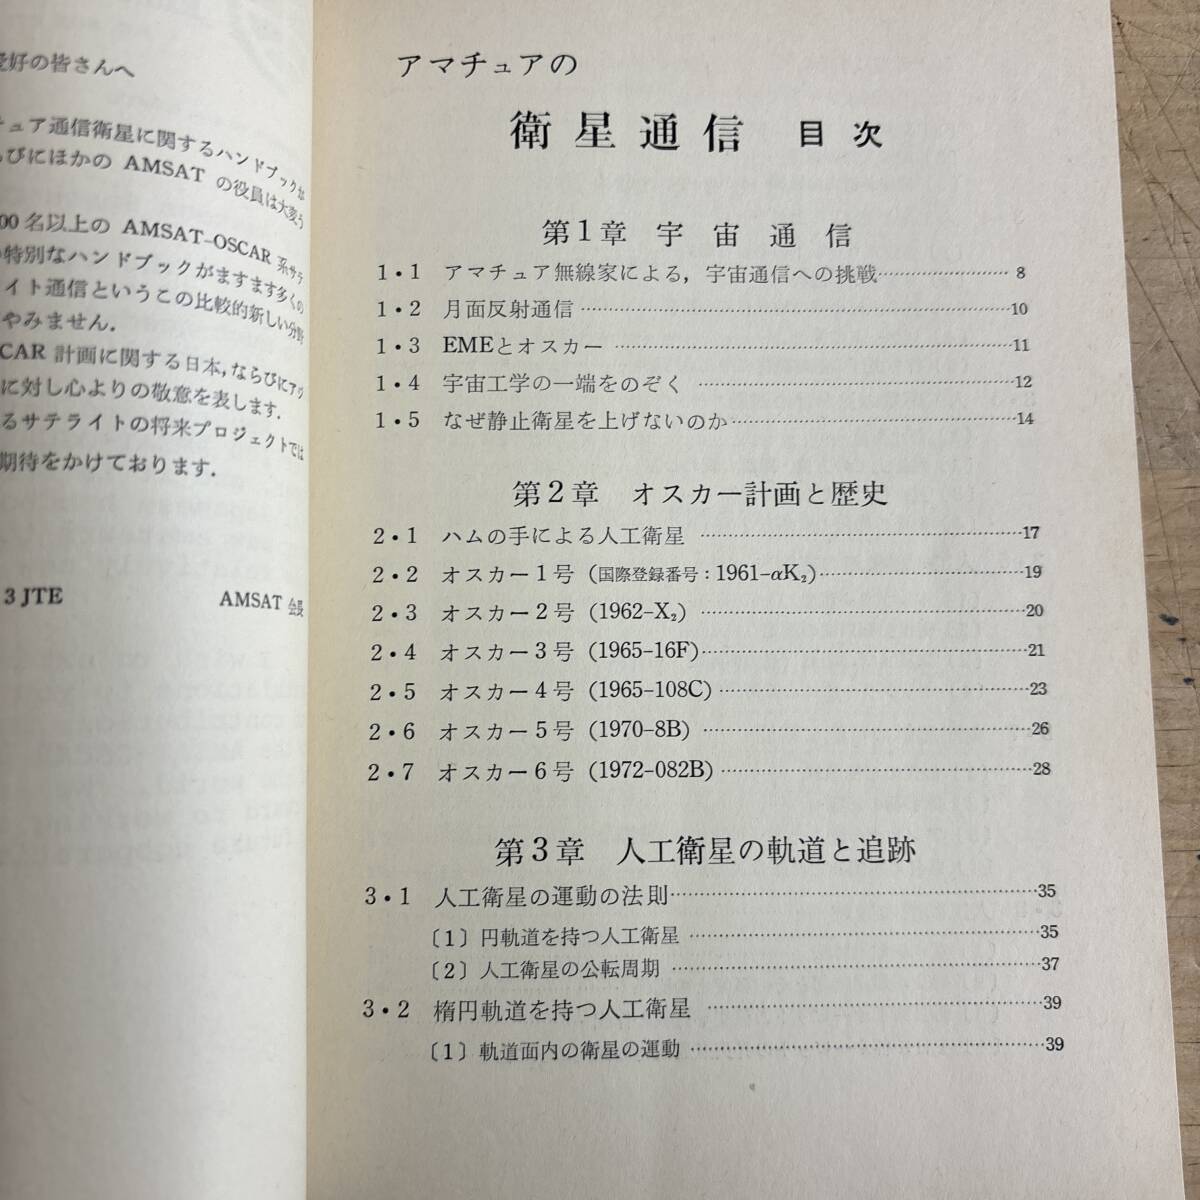 愛好の皆さんへ
チュア通信衛星に関するハンドブックが
らびにほかの AMSAT の役員は大変う
00名以上の AMSAT–OSCAR 系サテ
特別なハンドブックがますます多くの
イト通信というこの比較的新しい分野
やみません．
SCAR 計画に関する日本，ならびにアジ
に対し心よりの敬意を表します．
るサテライトの将来プロジェクトでは
期待をかけております．
3 JTE AMSAT 会長
アマチュアの
衛星通信 目次
第1章 宇宙通信
1・1 アマチュア無線家による，宇宙通信への挑戦……………………8
1・2 月面反射通信……………………10
1・3 EMEとオスカー……………………11
1・4 宇宙工学の一端をのぞく……………………12
1・5 なぜ静止衛星を上げないのか……………………14
第2章 オスカー計画と歴史
2・1 ハムの手による人工衛星……………………17
2・2 オスカー1号（国際登録番号：1961–αK₂）……………………19
2・3 オスカー2号（1962–X₂）……………………20
2・4 オスカー3号（1965–16F）……………………21
2・5 オスカー4号（1965–108C）……………………23
2・6 オスカー5号（1970–8B）……………………26
2・7 オスカー6号（1972–082B）……………………28
第3章 人工衛星の軌道と追跡
3・1 人工衛星の運動の法則……………………35
〔1〕円軌道を持つ人工衛星……………………35
〔2〕人工衛星の公転周期……………………37
3・2 楕円軌道を持つ人工衛星……………………39
〔1〕軌道面内の衛星の運動……………………39